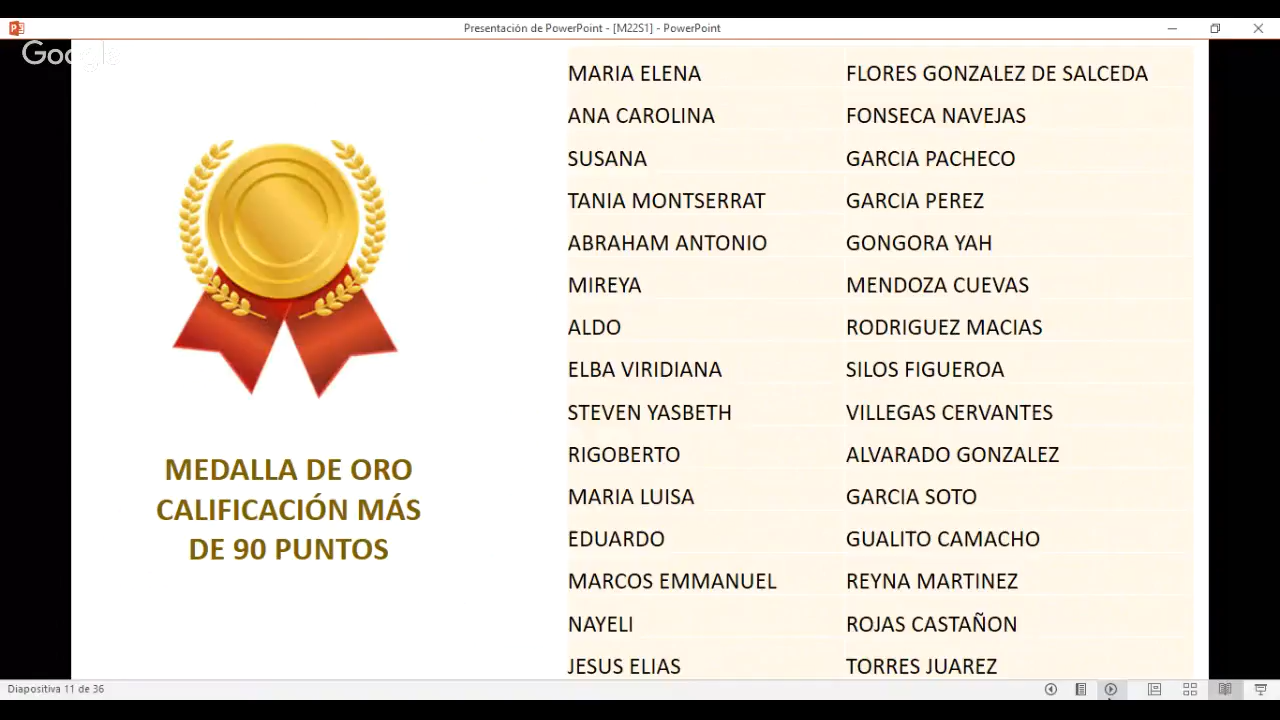 Presentación de PowerPoint - [M22S1] - PowerPoint
Google
MARIA ELENA FLORES GONZALEZ DE SALCEDA
ANA CAROLINA FONSECA NAVEJAS
SUSANA GARCIA PACHECO
TANIA MONTSERRAT GARCIA PEREZ
ABRAHAM ANTONIO GONGORA YAH
MIREYA MENDOZA CUEVAS
ALDO RODRIGUEZ MACIAS
ELBA VIRIDIANA SILOS FIGUEROA
STEVEN YASBETH VILLEGAS CERVANTES
RIGOBERTO ALVARADO GONZALEZ
MARIA LUISA GARCIA SOTO
EDUARDO GUALITO CAMACHO
MARCOS EMMANUEL REYNA MARTINEZ
NAYELI ROJAS CASTAÑON
JESUS ELIAS TORRES JUAREZ
MEDALLA DE ORO
CALIFICACIÓN MÁS
DE 90 PUNTOS
Diapositiva 11 de 36